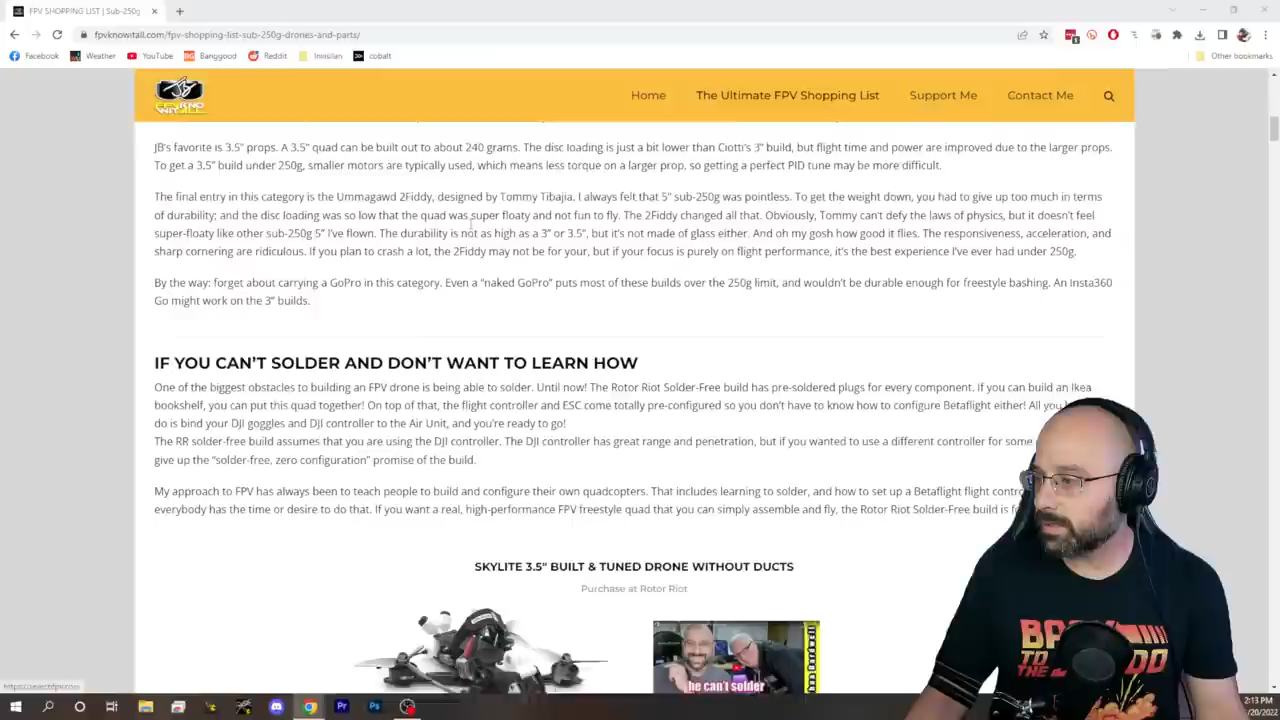 FPV SHOPPING LIST | Sub-250g
fpvknowitall.com/fpv-shopping-list-sub-250g-drones-and-parts/
Facebook Weather YouTube Banggood Reddit Innisilan cobalt Other bookmarks
Home The Ultimate FPV Shopping List Support Me Contact Me
JB's favorite is 3.5" props. A 3.5" quad can be built out to about 240 grams. The disc loading is just a bit lower than Ciotti's 3" build, but flight time and power are improved due to the larger props.
To get a 3.5" build under 250g, smaller motors are typically used, which means less torque on a larger prop, so getting a perfect PID tune may be more difficult.
The final entry in this category is the Ummagawd 2Fiddy, designed by Tommy Tibajia. I always felt that 5" sub-250g was pointless. To get the weight down, you had to give up too much in terms
of durability; and the disc loading was so low that the quad was super floaty and not fun to fly. The 2Fiddy changed all that. Obviously, Tommy can't defy the laws of physics, but it doesn't feel
super-floaty like other sub-250g 5" I've flown. The durability is not as high as a 3" or 3.5", but it's not made of glass either. And oh my gosh how good it flies. The responsiveness, acceleration, and
sharp cornering are ridiculous. If you plan to crash a lot, the 2Fiddy may not be for your, but if your focus is purely on flight performance, it's the best experience I've ever had under 250g.
By the way: forget about carrying a GoPro in this category. Even a "naked GoPro" puts most of these builds over the 250g limit, and wouldn't be durable enough for freestyle bashing. An Insta360
Go might work on the 3" builds.
IF YOU CAN'T SOLDER AND DON'T WANT TO LEARN HOW
One of the biggest obstacles to building an FPV drone is being able to solder. Until now! The Rotor Riot Solder-Free build has pre-soldered plugs for every component. If you can build an Ikea
bookshelf, you can put this quad together! On top of that, the flight controller and ESC come totally pre-configured so you don't have to know how to configure Betaflight either! All you
do is bind your DJI goggles and DJI controller to the Air Unit, and you're ready to go!
The RR solder-free build assumes that you are using the DJI controller. The DJI controller has great range and penetration, but if you wanted to use a different controller for some
give up the "solder-free, zero configuration" promise of the build.
My approach to FPV has always been to teach people to build and configure their own quadcopters. That includes learning to solder, and how to set up a Betaflight flight
everybody has the time or desire to do that. If you want a real, high-performance FPV freestyle quad that you can simply assemble and fly, the Rotor Riot Solder-Free build is
SKYLITE 3.5" BUILT & TUNED DRONE WITHOUT DUCTS
Purchase at Rotor Riot
he can't solder
BACK
TO THE
2:13 PM